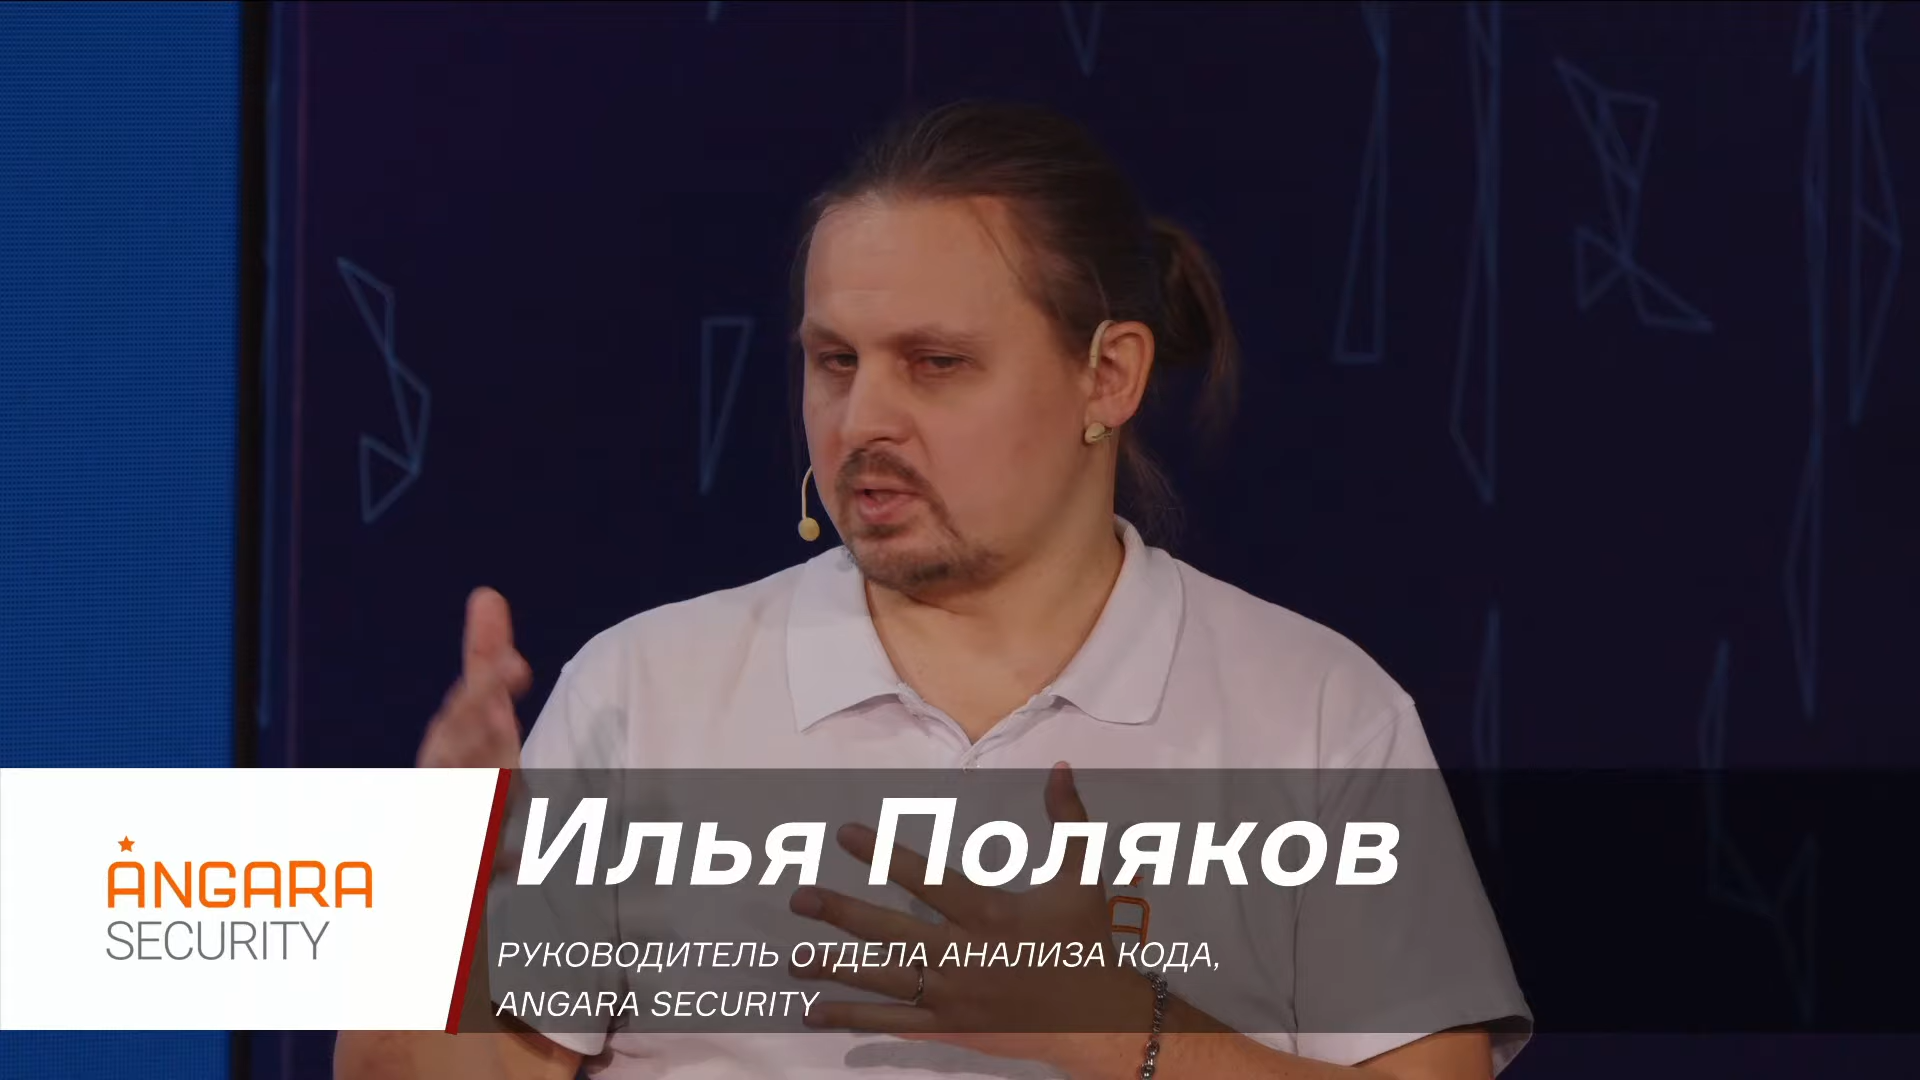 ANGARA
SECURITY
Илья Поляков
РУКОВОДИТЕЛЬ ОТДЕЛА АНАЛИЗА КОДА,
ANGARA SECURITY